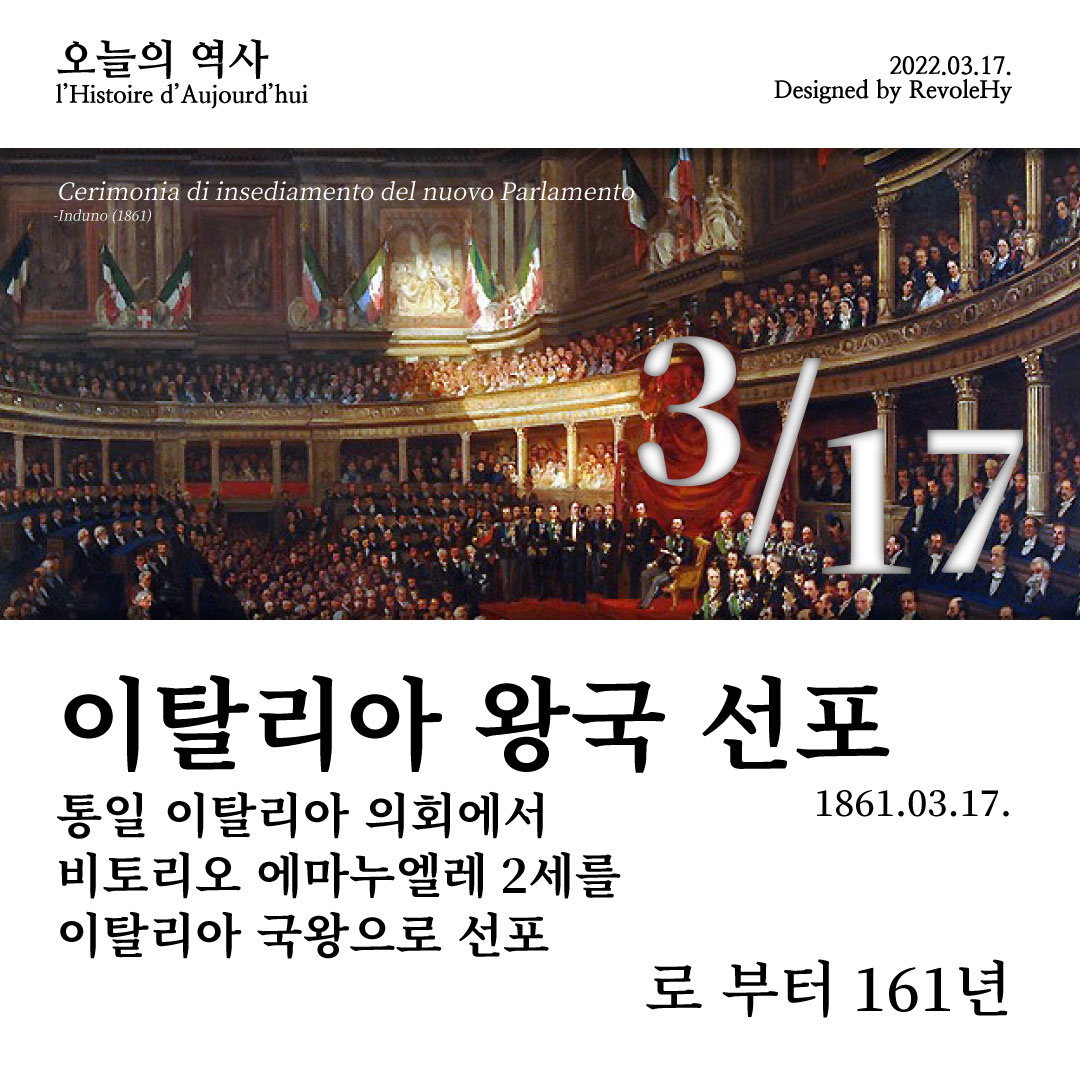 오늘의 역사
l’Histoire d’Aujourd’hui
2022.03.17.
Designed by RevoleHy
Cerimonia di insediamento del nuovo Parlamento
-Induno (1861)
3/17
이탈리아 왕국 선포
1861.03.17.
통일 이탈리아 의회에서
비토리오 에마누엘레 2세를
이탈리아 국왕으로 선포
로 부터 161년